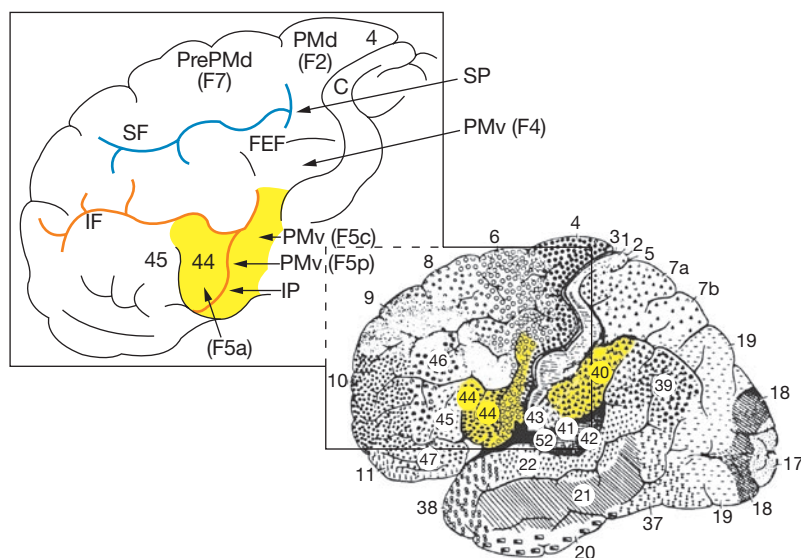 PMd
(F2)
4
PrePMd
(F7)
C
SP
SF
FEF
PMv (F4)
IF
45
44
PMv (F5c)
PMv (F5p)
IP
(F5a)
4
6
3
1
2
5
7a
8
7b
9
19
46
40
39
10
44
44
18
45
43
41
42
52
47
22
17
11
21
38
18
19
37
20